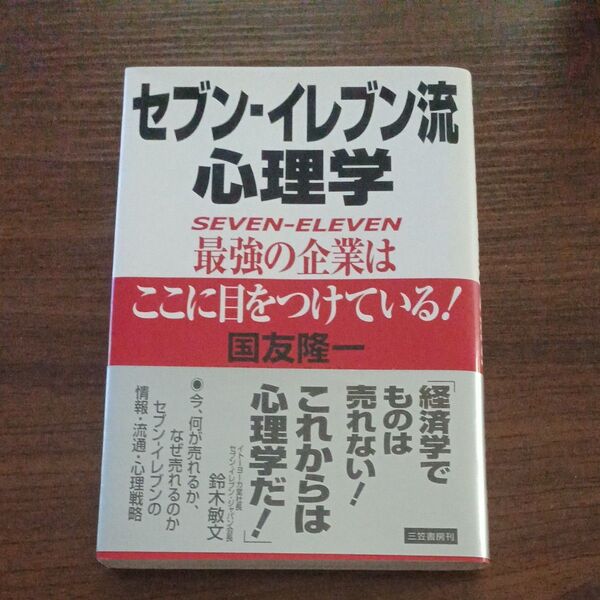 セブン-イレブン流
心理学
SEVEN-ELEVEN
最強の企業は
ここに目をつけている!
国友隆一
「経済学で
ものは
売れない!
これからは
心理学だ!」
イトーヨーカ堂社長
セブン-イレブン・ジャパン会長
鈴木敏文
●今、何が売れるか、
なぜ売れるのか
セブン-イレブンの
情報・流通・心理戦略
三笠書房刊